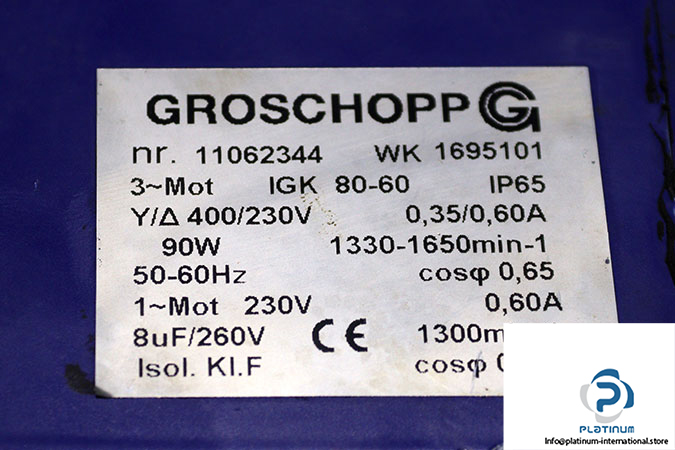 GROSCHOPP
nr. 11062344 WK 1695101
3~Mot IGK 80-60 IP65
Y/Δ 400/230V 0,35/0,60A
90W 1330-1650min-1
50-60Hz cosφ 0,65
1~Mot 230V 0,60A
8uF/260V CE 1300m
Isol. Kl.F cosφ
PLATINUM
Info@platinum-international.store